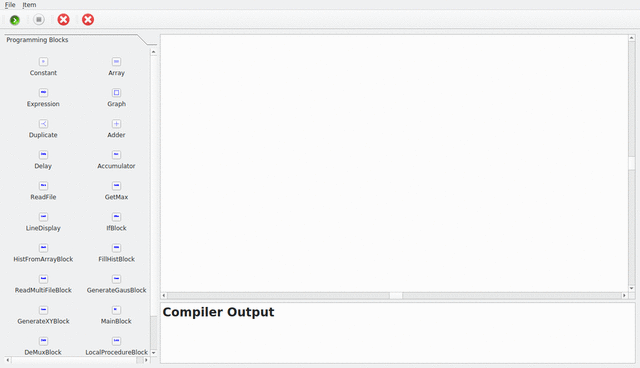 File Item
Programming Blocks
Constant Array
Expression Graph
Duplicate Adder
Delay Accumulator
ReadFile GetMax
LineDisplay IfBlock
HistFromArrayBlock FillHistBlock
ReadMultiFileBlock GenerateGausBlock
GenerateXYBlock MainBlock
DeMuxBlock LocalProcedureBlock
Compiler Output